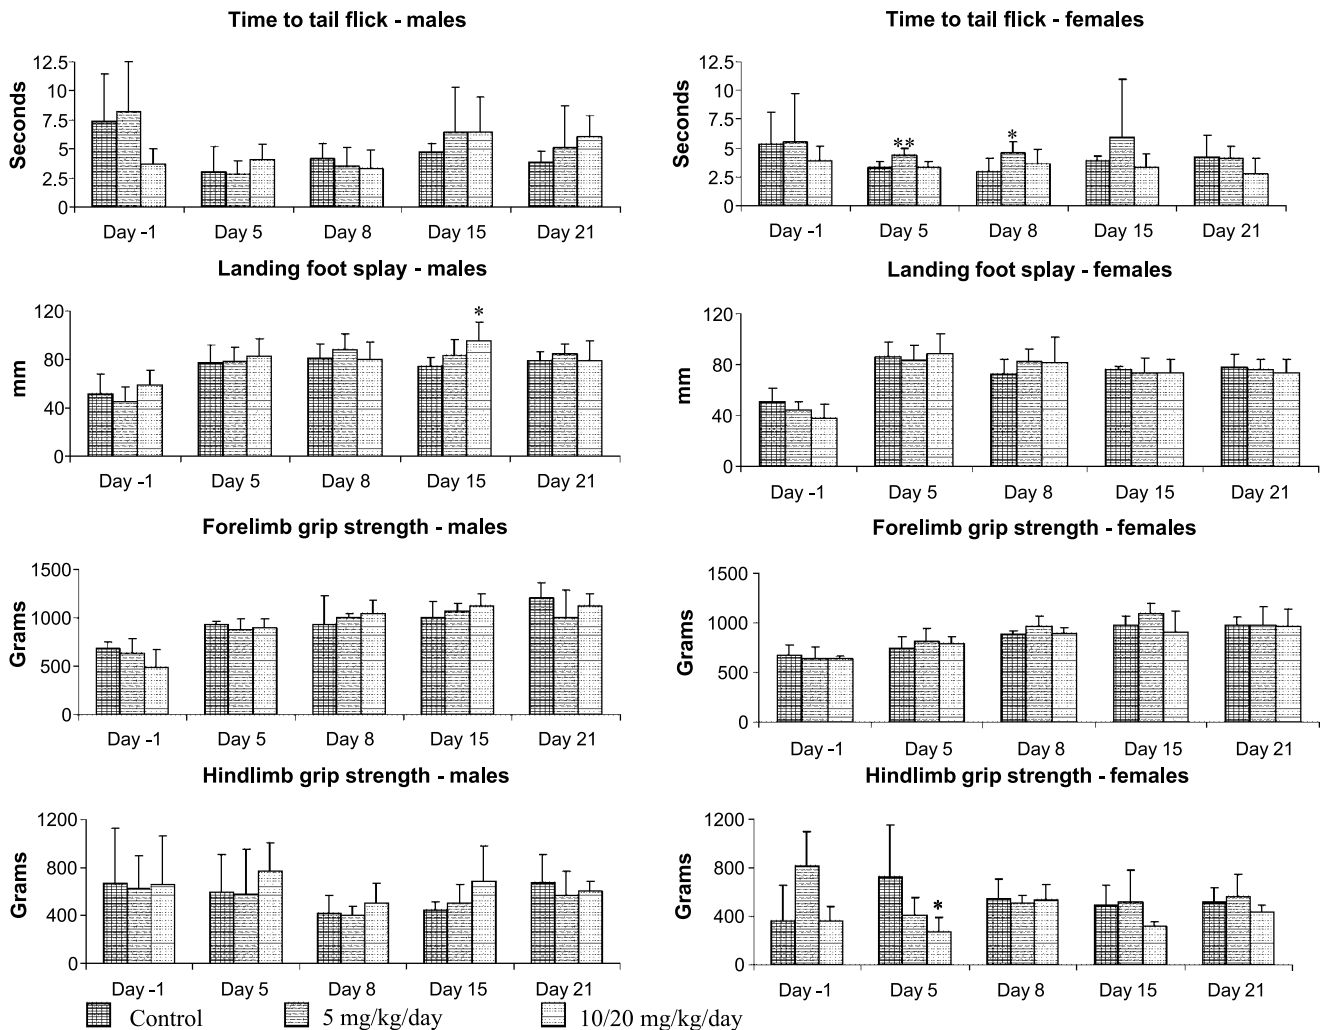 Time to tail flick - males
Seconds
12.5
10
7.5
5
2.5
0
Day -1 Day 5 Day 8 Day 15 Day 21
Time to tail flick - females
Seconds
12.5
10
7.5
5
2.5
0
**
*
Day -1 Day 5 Day 8 Day 15 Day 21
Landing foot splay - males
mm
120
80
40
0
*
Day -1 Day 5 Day 8 Day 15 Day 21
Landing foot splay - females
mm
120
80
40
0
Day -1 Day 5 Day 8 Day 15 Day 21
Forelimb grip strength - males
Grams
1500
1000
500
0
Day -1 Day 5 Day 8 Day 15 Day 21
Forelimb grip strength - females
Grams
1500
1000
500
0
Day -1 Day 5 Day 8 Day 15 Day 21
Hindlimb grip strength - males
Grams
1200
800
400
0
Day -1 Day 5 Day 8 Day 15 Day 21
Hindlimb grip strength - females
Grams
1200
800
400
0
*
Day -1 Day 5 Day 8 Day 15 Day 21
Control 5 mg/kg/day 10/20 mg/kg/day